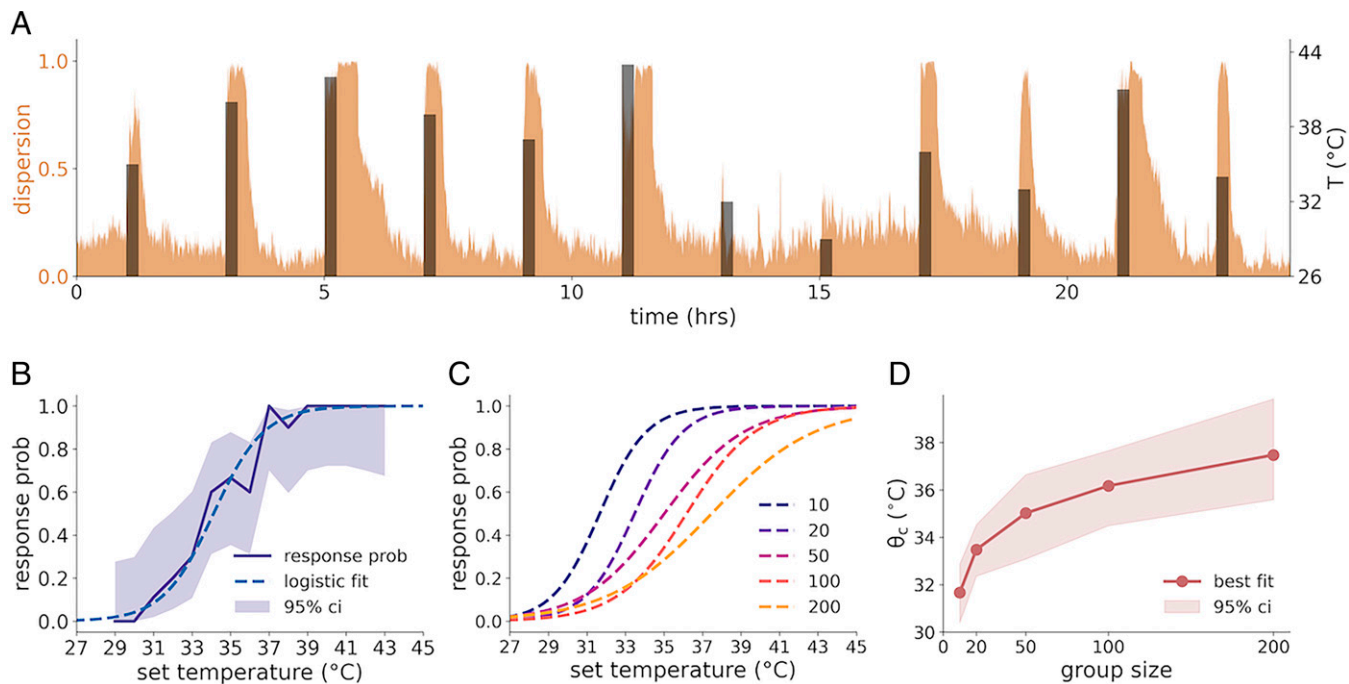 A
dispersion
1.0
0.5
0.0
44
38
32
26
T (°C)
0
5
10
15
20
time (hrs)
B
response prob
1.0
0.8
0.6
0.4
0.2
0.0
response prob
logistic fit
95% ci
27 29 31 33 35 37 39 41 43 45
set temperature (°C)
C
response prob
1.0
0.8
0.6
0.4
0.2
0.0
10
20
50
100
200
27 29 31 33 35 37 39 41 43 45
set temperature (°C)
D
θc (°C)
38
36
34
32
30
best fit
95% ci
0 20 50 100 200
group size